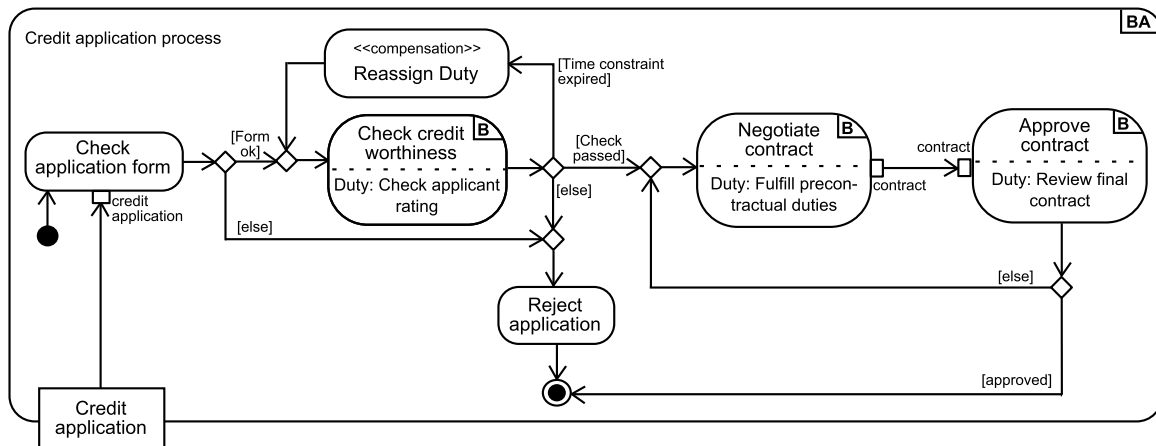 BA
Credit application process
<<compensation>>
Reassign Duty
[Time constraint
expired]
Check
application form
credit
application
[Form
ok]
[else]
B
Check credit
worthiness
Duty: Check applicant
rating
[Check
passed]
[else]
B
Negotiate
contract
Duty: Fulfill precon-
tractual duties
contract
contract
B
Approve
contract
Duty: Review final
contract
[else]
Reject
application
[approved]
Credit
application